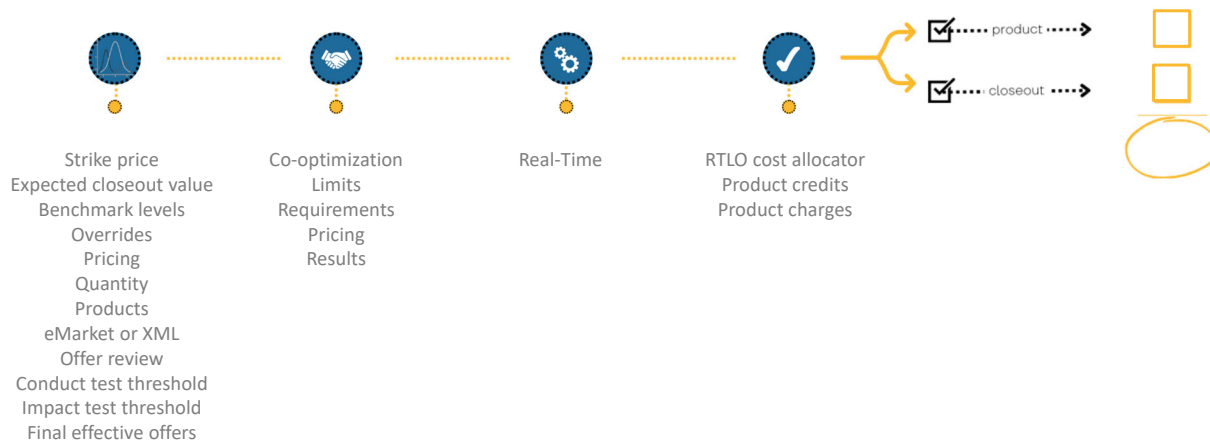 product
closeout
Strike price
Expected closeout value
Benchmark levels
Overrides
Pricing
Quantity
Products
eMarket or XML
Offer review
Conduct test threshold
Impact test threshold
Final effective offers
Co-optimization
Limits
Requirements
Pricing
Results
Real-Time
RTLO cost allocator
Product credits
Product charges